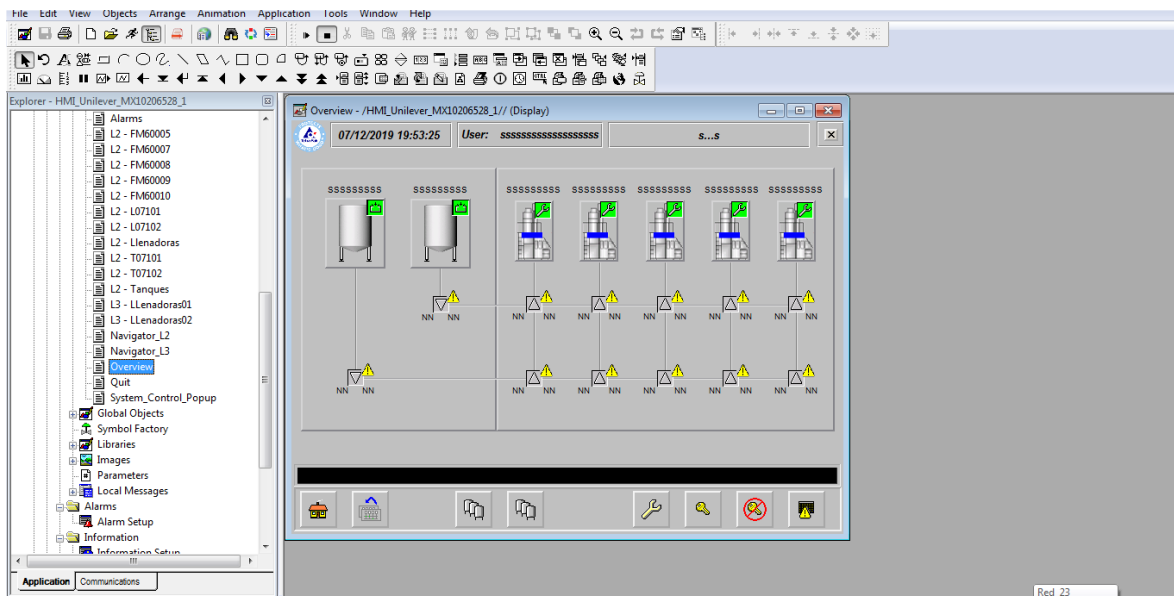 File Edit View Objects Arrange Animation Application Tools Window Help
Explorer - HMI_Unilever_MX10206528_1
Alarms
L2 - FM60005
L2 - FM60007
L2 - FM60008
L2 - FM60009
L2 - FM60010
L2 - L07101
L2 - L07102
L2 - Llenadoras
L2 - T07101
L2 - T07102
L2 - Tanques
L3 - LLenadoras01
L3 - LLenadoras02
Navigator_L2
Navigator_L3
Overview
Quit
System_Control_Popup
Global Objects
Symbol Factory
Libraries
Images
Parameters
Local Messages
Alarms
Alarm Setup
Information
Information Setup
Application Communications
Overview - /HMI_Unilever_MX10206528_1// (Display)
07/12/2019 19:53:25 User: sssssssssssssssssss s...s
sssssssss sssssssss sssssssss sssssssss sssssssss sssssssss sssssssss
NN NN NN NN NN NN NN NN NN NN NN NN
NN NN NN NN NN NN NN NN NN NN NN NN
Red 23